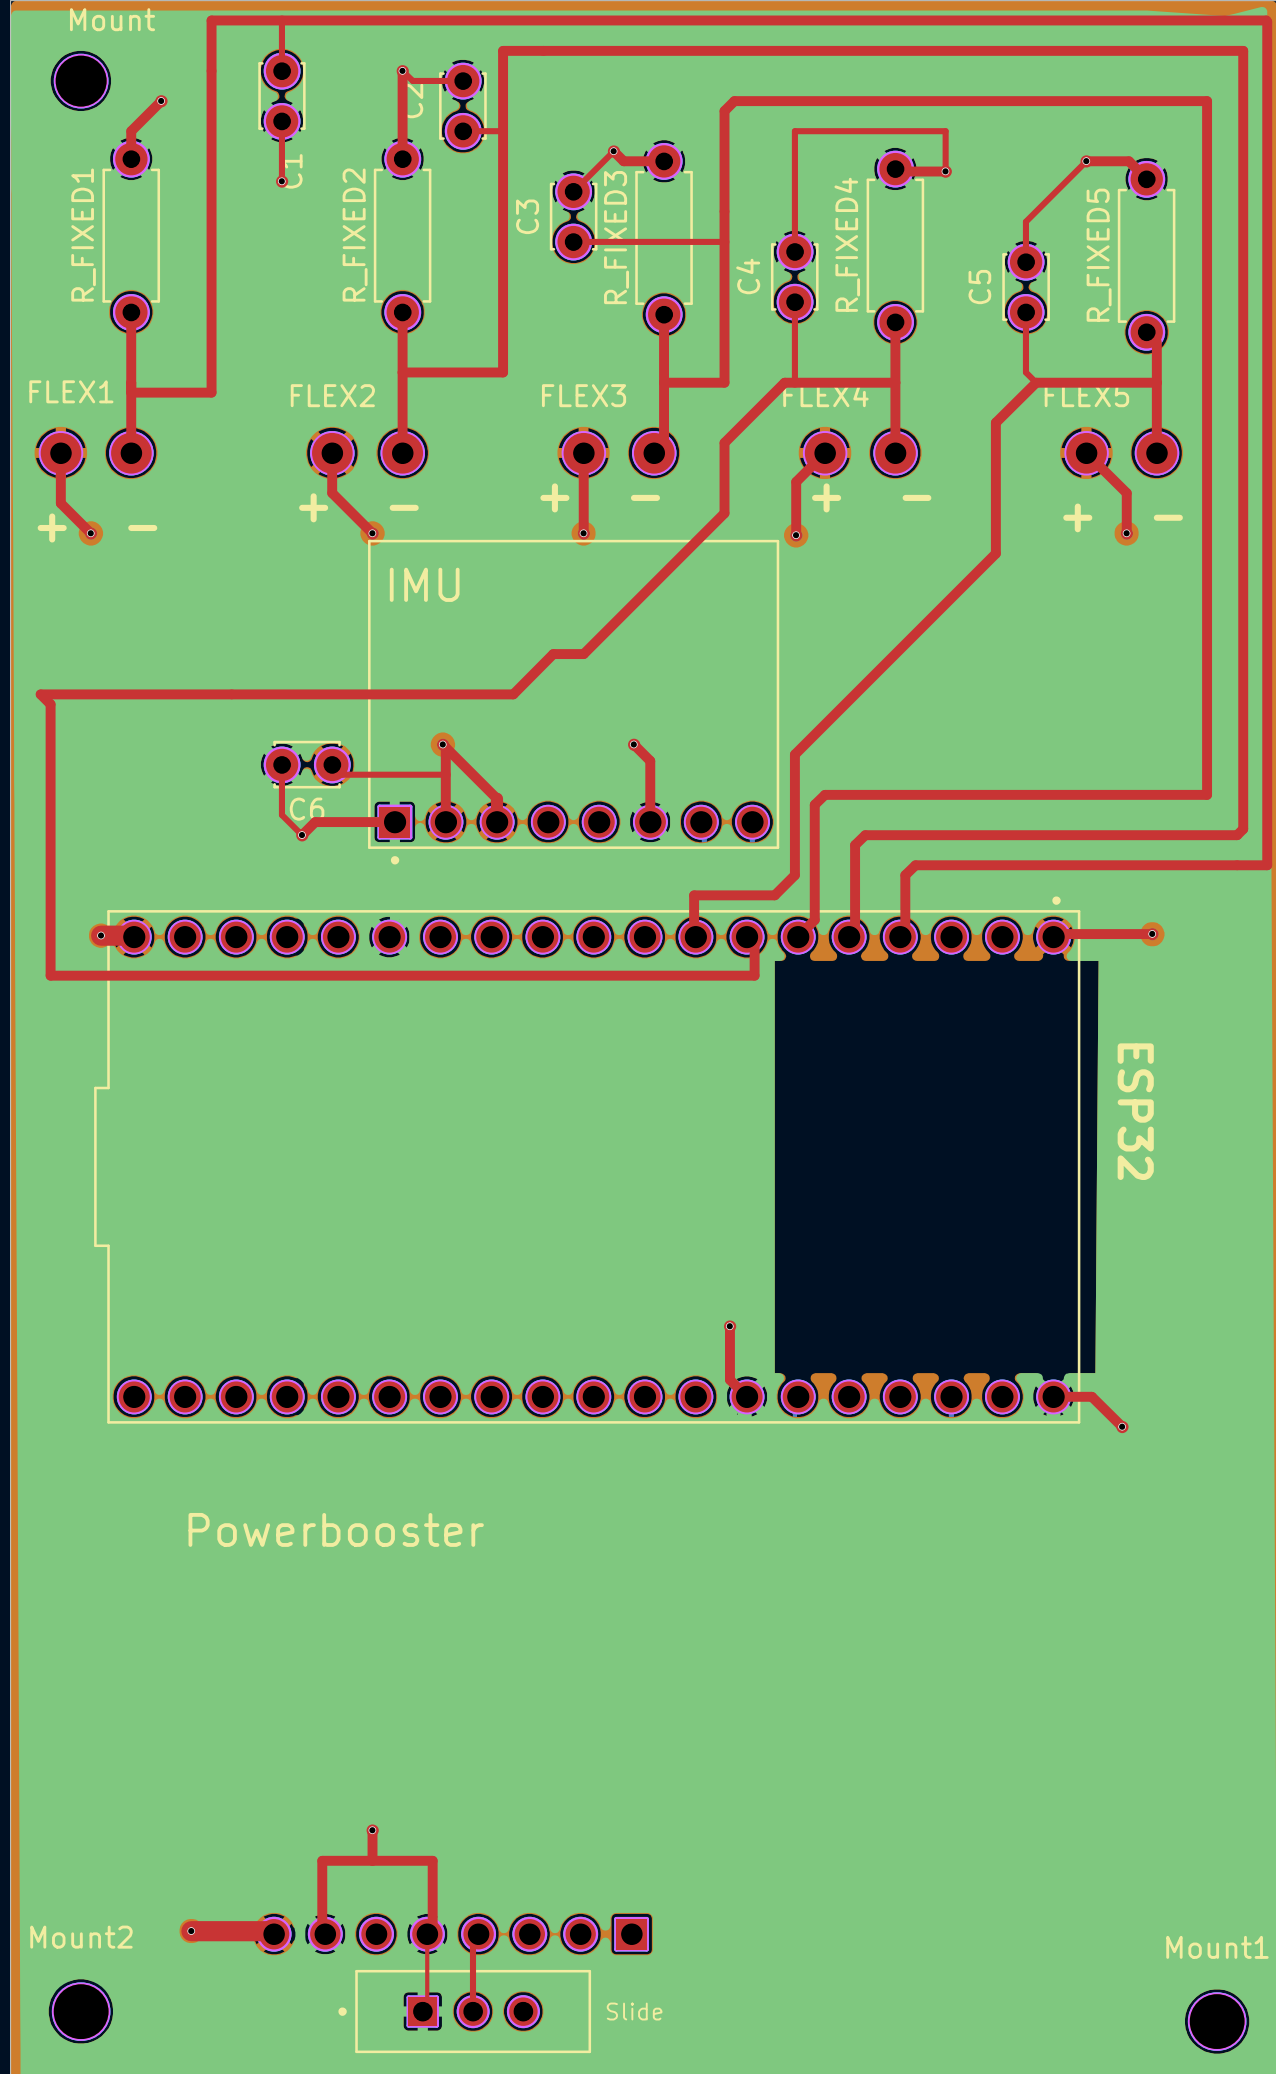 Mount
C1
C2
R_FIXED1
R_FIXED2
C3
R_FIXED3
C4
R_FIXED4
C5
R_FIXED5
FLEX1
FLEX2
FLEX3
FLEX4
FLEX5
+ −
+ −
+ −
+ −
+ −
IMU
C6
ESP32
Powerbooster
Mount2
Mount1
Slide